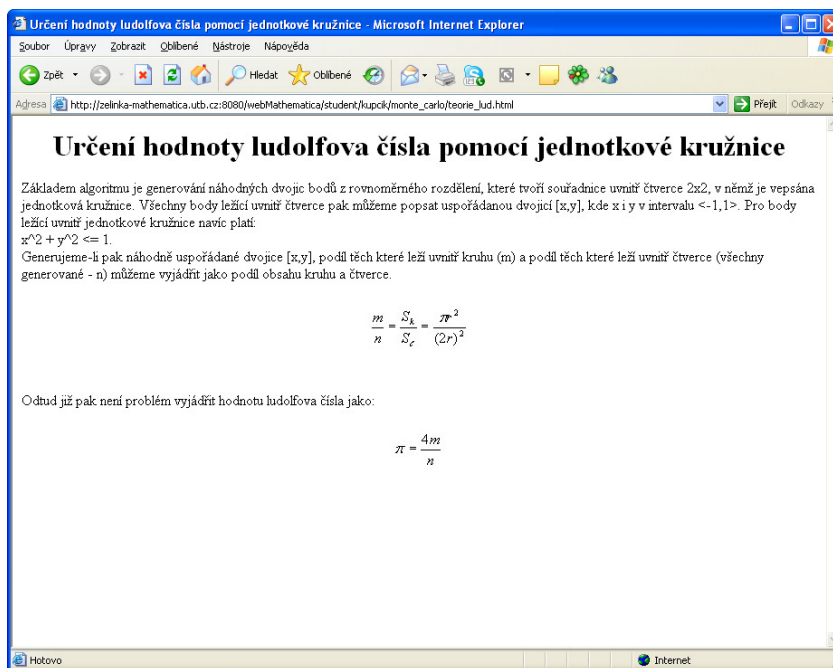 Určení hodnoty ludolfova čísla pomocí jednotkové kružnice - Microsoft Internet Explorer
Soubor Úpravy Zobrazit Oblíbené Nástroje Nápověda
Zpět Hledat Oblíbené
Adresa http://zelinka-mathematica.utb.cz:8080/webMathematica/student/kupcik/monte_carlo/teorie_lud.html Přejít Odkazy
Určení hodnoty ludolfova čísla pomocí jednotkové kružnice
Základem algoritmu je generování náhodných dvojic bodů z rovnoměrného rozdělení, které tvoří souřadnice uvnitř čtverce 2x2, v němž je vepsána
jednotková kružnice. Všechny body ležící uvnitř čtverce pak můžeme popsat uspořádanou dvojicí [x,y], kde x i y v intervalu <-1,1>. Pro body
ležící uvnitř jednotkové kružnice navíc platí:
x^2 + y^2 <= 1.
Generujeme-li pak náhodně uspořádané dvojice [x,y], podíl těch které leží uvnitř kruhu (m) a podíl těch které leží uvnitř čtverce (všechny
generované - n) můžeme vyjádřit jako podíl obsahu kruhu a čtverce.
m/n = S_k/S_c = πr^2/(2r)^2
Odtud již pak není problém vyjádřit hodnotu ludolfova čísla jako:
π = 4m/n
Hotovo Internet